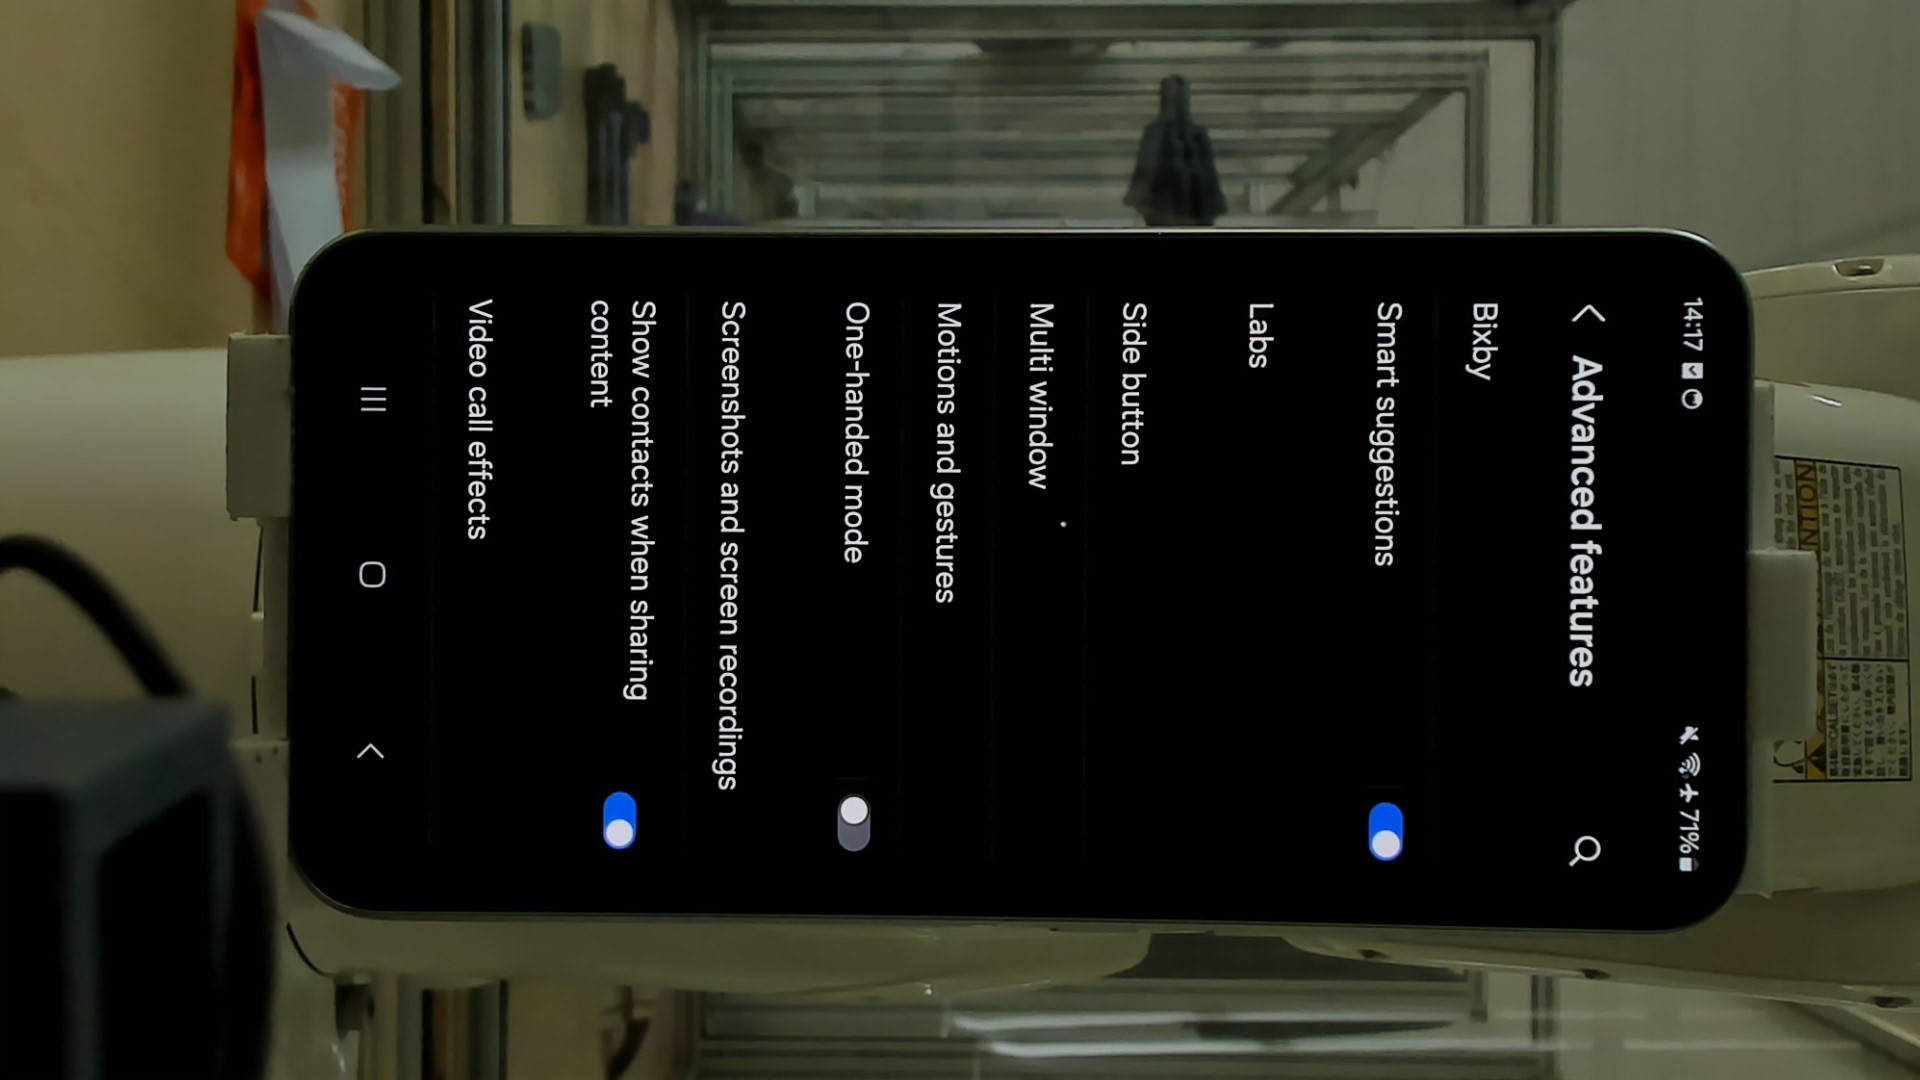 14:17
71%
Advanced features
Bixby
Smart suggestions
Labs
Side button
Multi window
Motions and gestures
One-handed mode
Screenshots and screen recordings
Show contacts when sharing
content
Video call effects